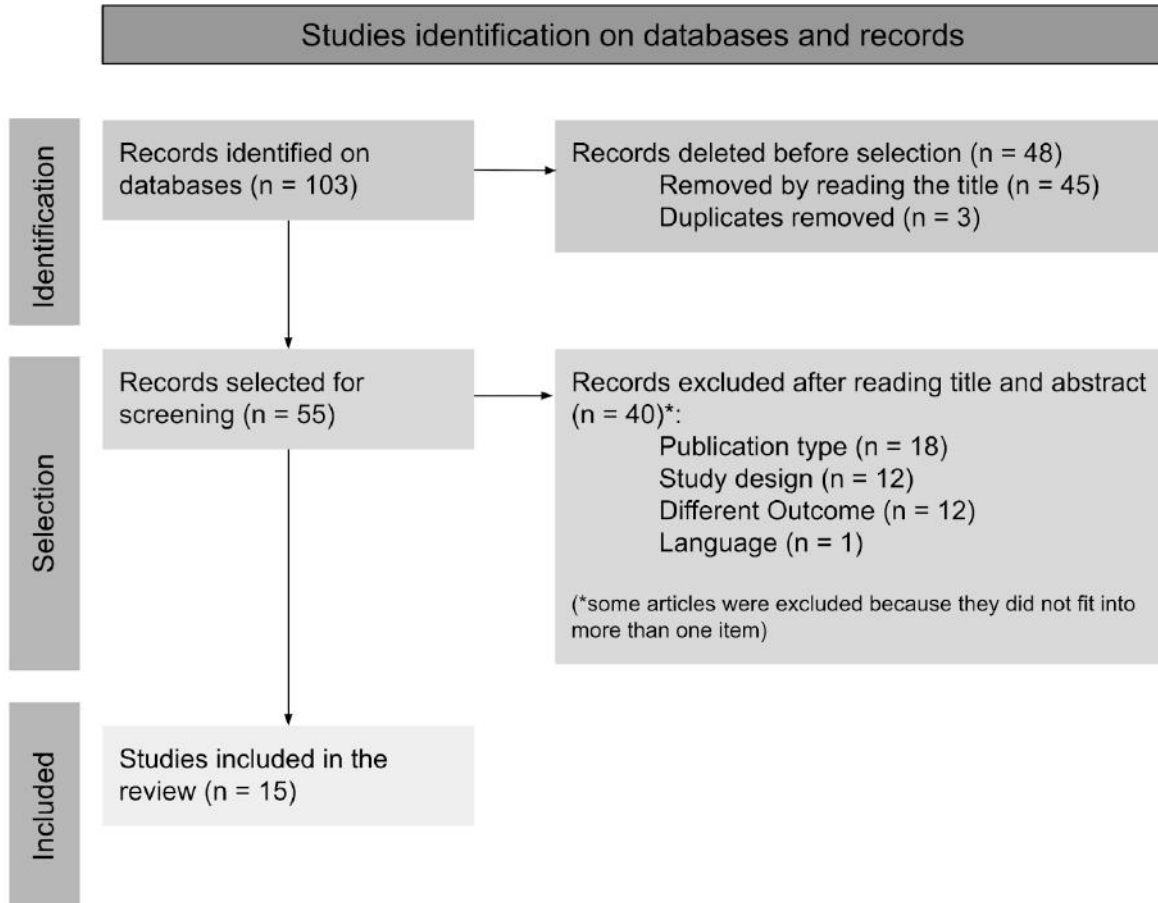 Studies identification on databases and records
Identification
Records identified on
databases (n = 103)
Records deleted before selection (n = 48)
Removed by reading the title (n = 45)
Duplicates removed (n = 3)
Selection
Records selected for
screening (n = 55)
Records excluded after reading title and abstract
(n = 40)*:
Publication type (n = 18)
Study design (n = 12)
Different Outcome (n = 12)
Language (n = 1)
(*some articles were excluded because they did not fit into
more than one item)
Included
Studies included in the
review (n = 15)